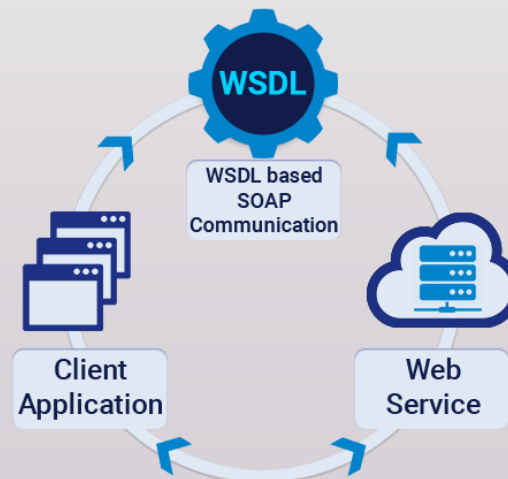 WSDL
WSDL based
SOAP
Communication
Client
Application
Web
Service